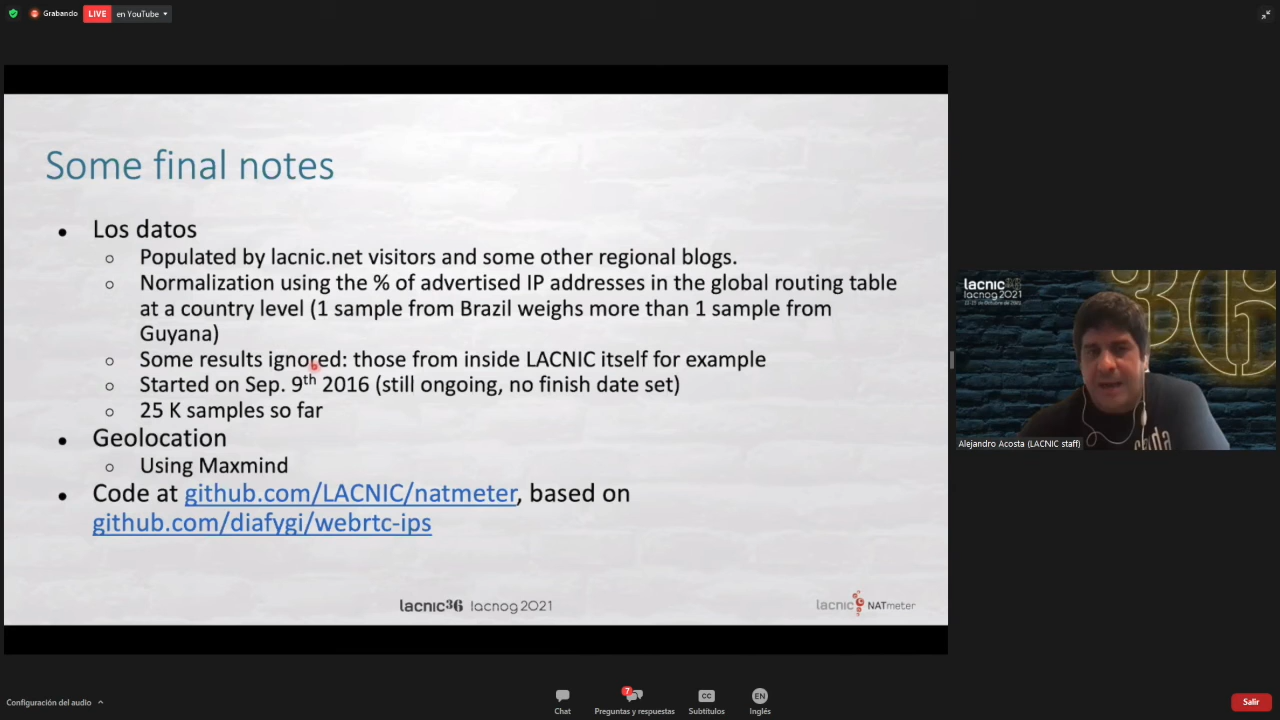 Grabando LIVE en YouTube
Some final notes
Los datos
Populated by lacnic.net visitors and some other regional blogs.
Normalization using the % of advertised IP addresses in the global routing table
at a country level (1 sample from Brazil weighs more than 1 sample from
Guyana)
Some results ignored: those from inside LACNIC itself for example
Started on Sep. 9th 2016 (still ongoing, no finish date set)
25 K samples so far
Geolocation
Using Maxmind
Code at github.com/LACNIC/natmeter, based on
github.com/diafygi/webrtc-ips
lacnic36 lacnog2021
lacnic NATmeter
lacnic36
lacnog2021
36
Alejandro Acosta (LACNIC staff)
Configuración del audio
Chat
7
Preguntas y respuestas
CC
Subtítulos
EN
Inglés
Salir